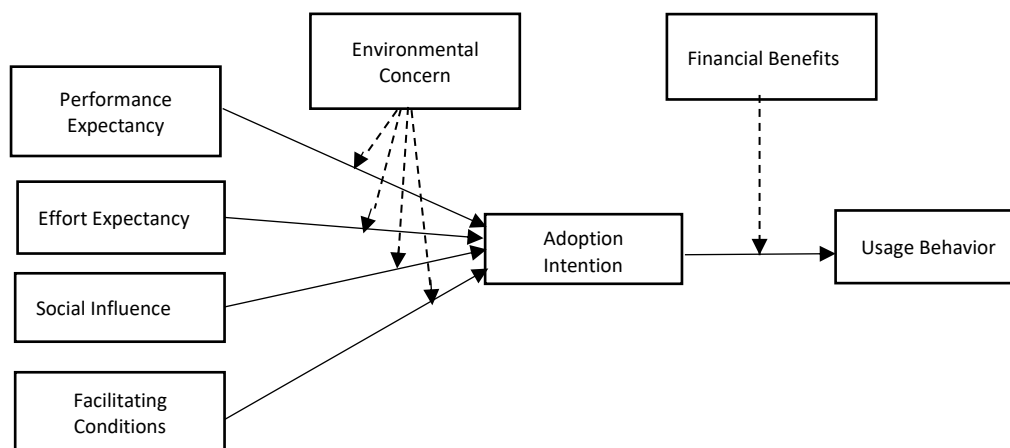 Environmental
Concern
Financial Benefits
Performance
Expectancy
Effort Expectancy
Adoption
Intention
Usage Behavior
Social Influence
Facilitating
Conditions